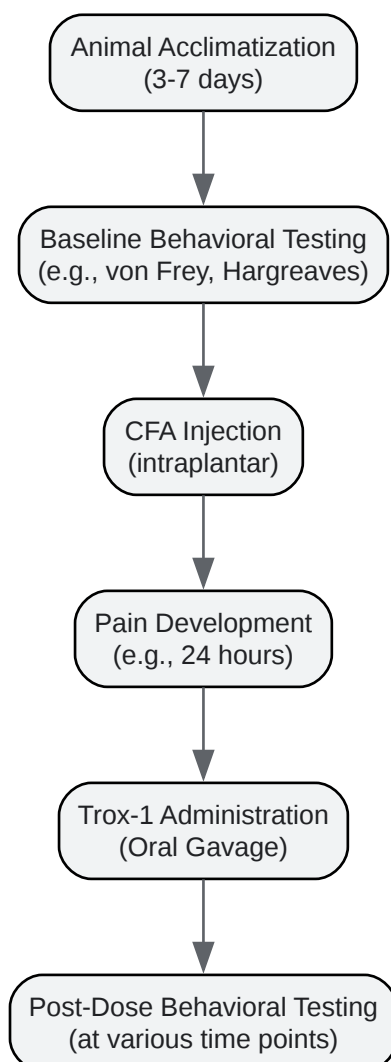 Animal Acclimatization
(3-7 days)
Baseline Behavioral Testing
(e.g., von Frey, Hargreaves)
CFA Injection
(intraplantar)
Pain Development
(e.g., 24 hours)
Trox-1 Administration
(Oral Gavage)
Post-Dose Behavioral Testing
(at various time points)